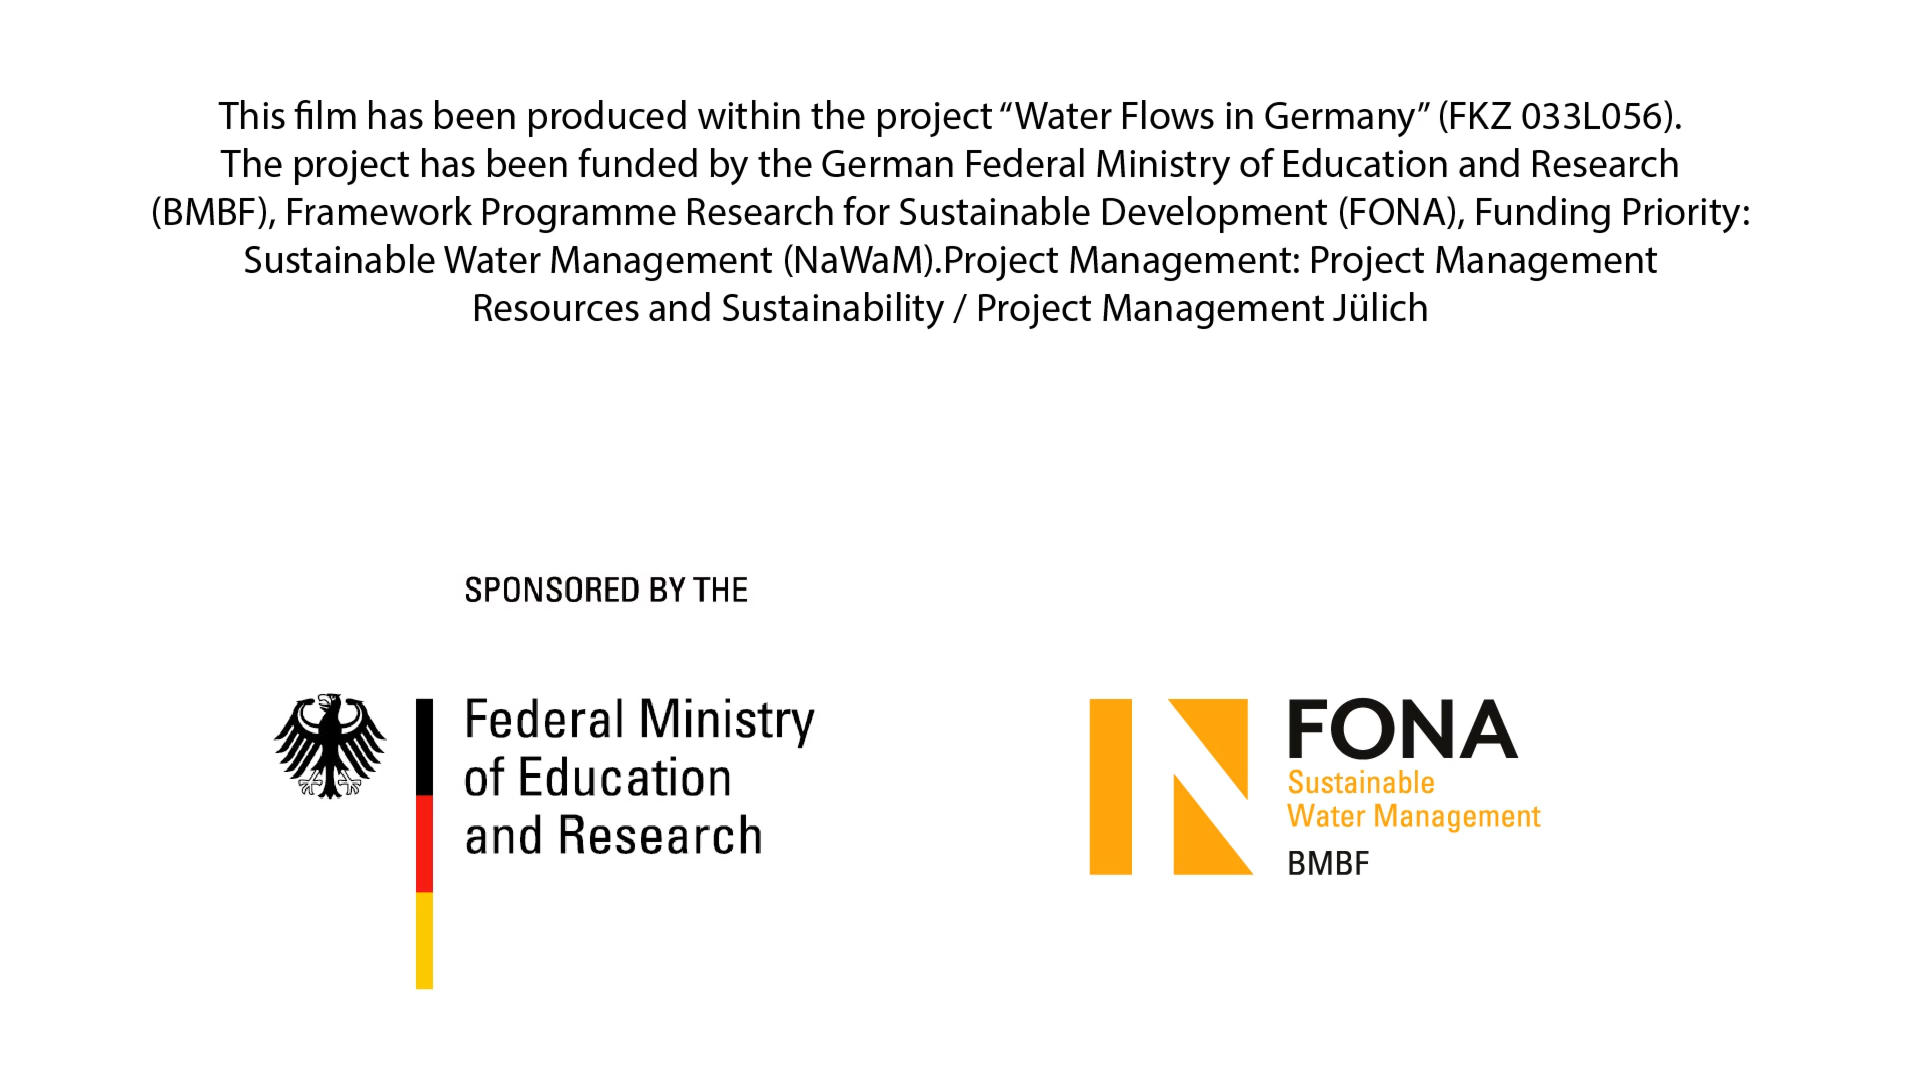 This film has been produced within the project “Water Flows in Germany” (FKZ 033L056).
The project has been funded by the German Federal Ministry of Education and Research
(BMBF), Framework Programme Research for Sustainable Development (FONA), Funding Priority:
Sustainable Water Management (NaWaM).Project Management: Project Management
Resources and Sustainability / Project Management Jülich
SPONSORED BY THE
Federal Ministry
of Education
and Research
FONA
Sustainable
Water Management
BMBF